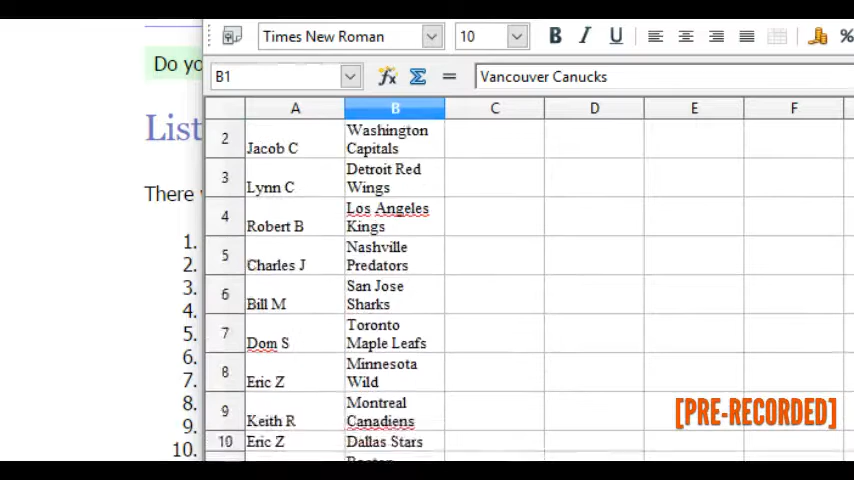 Times New Roman 10 B I U %
Do yo
B1 = Vancouver Canucks
A B C D E F
List
2 Jacob C Washington
Capitals
3 Lynn C Detroit Red
Wings
There
4 Robert B Los Angeles
Kings
5 Charles J Nashville
Predators
6 Bill M San Jose
Sharks
7 Dom S Toronto
Maple Leafs
8 Eric Z Minnesota
Wild
9 Keith R Montreal
Canadiens
10 Eric Z Dallas Stars
1.
2.
3.
4.
5.
6.
7.
8.
9.
10.
[PRE-RECORDED]